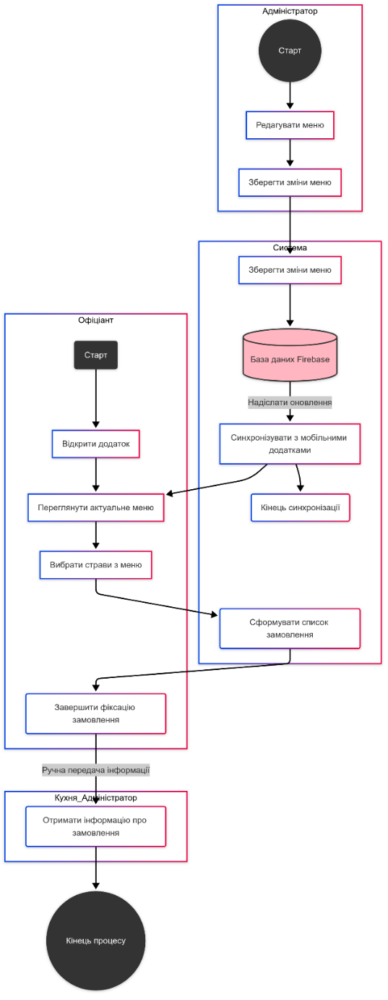 Адміністратор
Старт
Редагувати меню
Зберегти зміни меню
Система
Зберегти зміни меню
База даних Firebase
Надіслати оновлення
Синхронізувати з мобільними
додатками
Кінець синхронізації
Офіціант
Старт
Відкрити додаток
Переглянути актуальне меню
Вибрати страви з меню
Сформувати список
замовлення
Завершити фіксацію
замовлення
Ручна передача інформації
Кухня_Адміністратор
Отримати інформацію про
замовлення
Кінець процесу